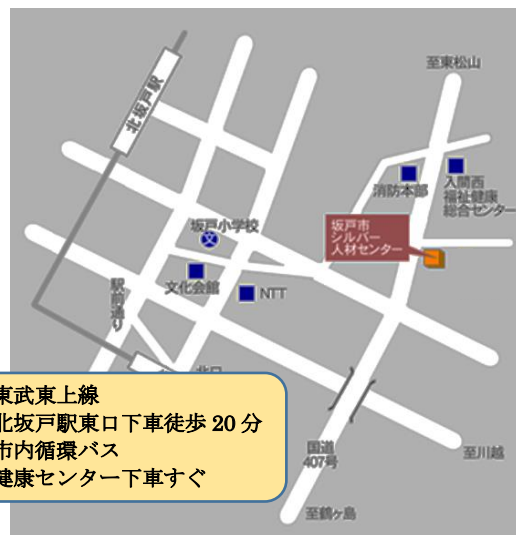 至東松山
北坂戸駅
消防本部
入間西
福祉健康
総合センター
坂戸小学校
文
坂戸市
シルバー
人材センター
文化会館
NTT
駅前通り
北口
東武東上線
北坂戸駅東口下車徒歩 20 分
市内循環バス
健康センター下車すぐ
国道
407号
至川越
至鶴ヶ島